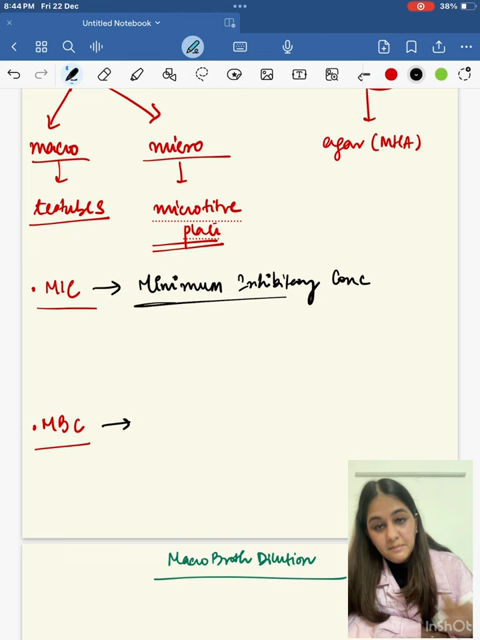 8:44 PM Fri 22 Dec
38%
Untitled Notebook
macro
micro
agar (MHA)
testubes
microtitre
plate
. MIC → Minimum Inhibitory Conc
. MBC →
Macro Broth Dilution
InShOt